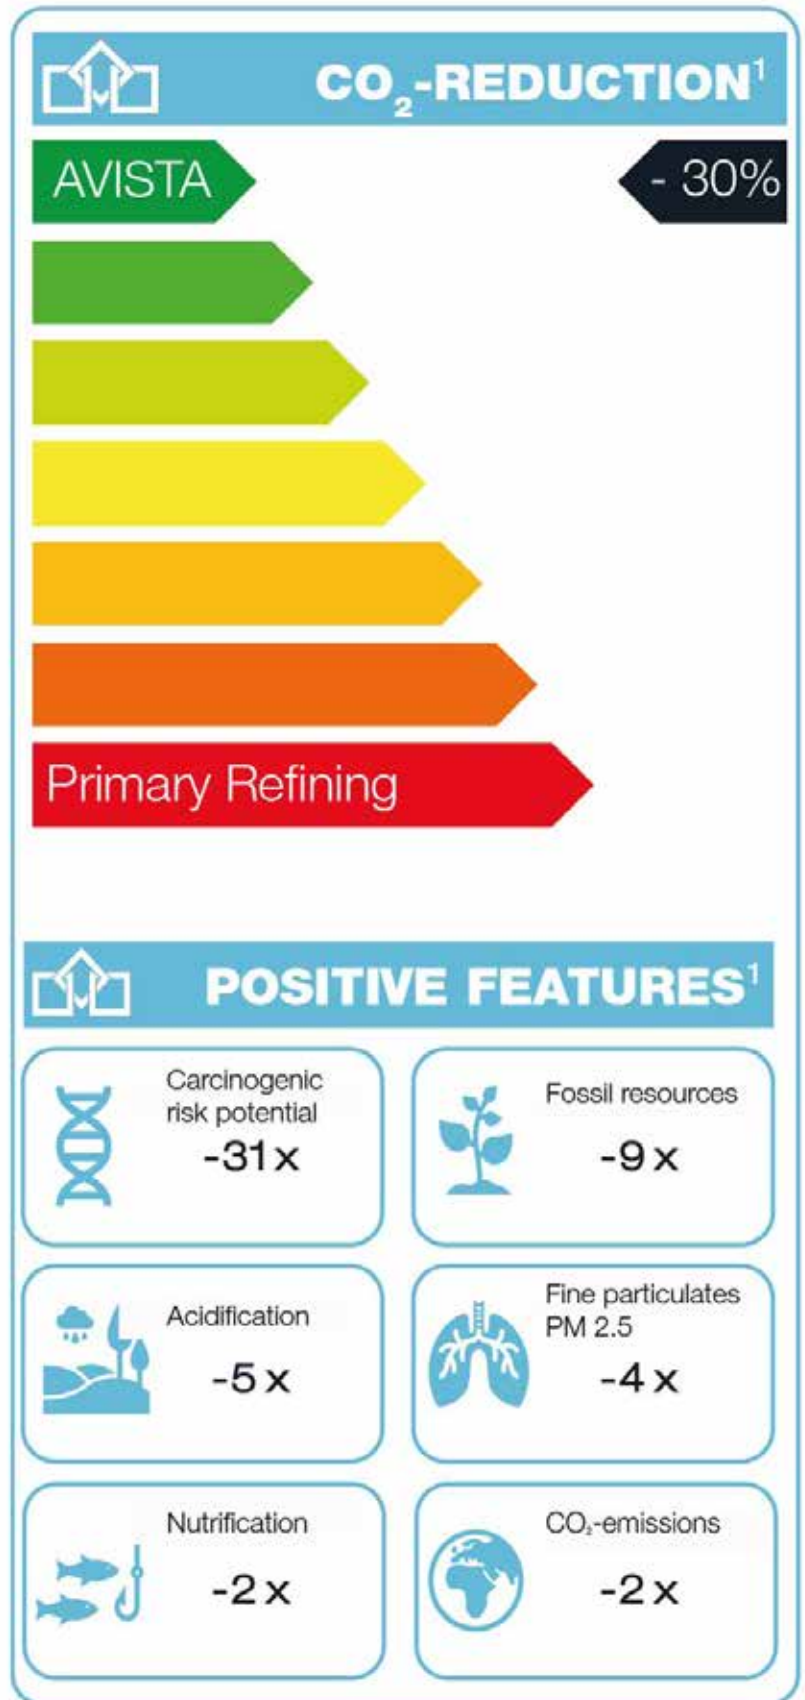 CO₂-REDUCTION¹
AVISTA
- 30%
Primary Refining
POSITIVE FEATURES¹
Carcinogenic
risk potential
-31x
Fossil resources
-9x
Acidification
-5x
Fine particulates
PM 2.5
-4x
Nutrification
-2x
CO₂-emissions
-2x